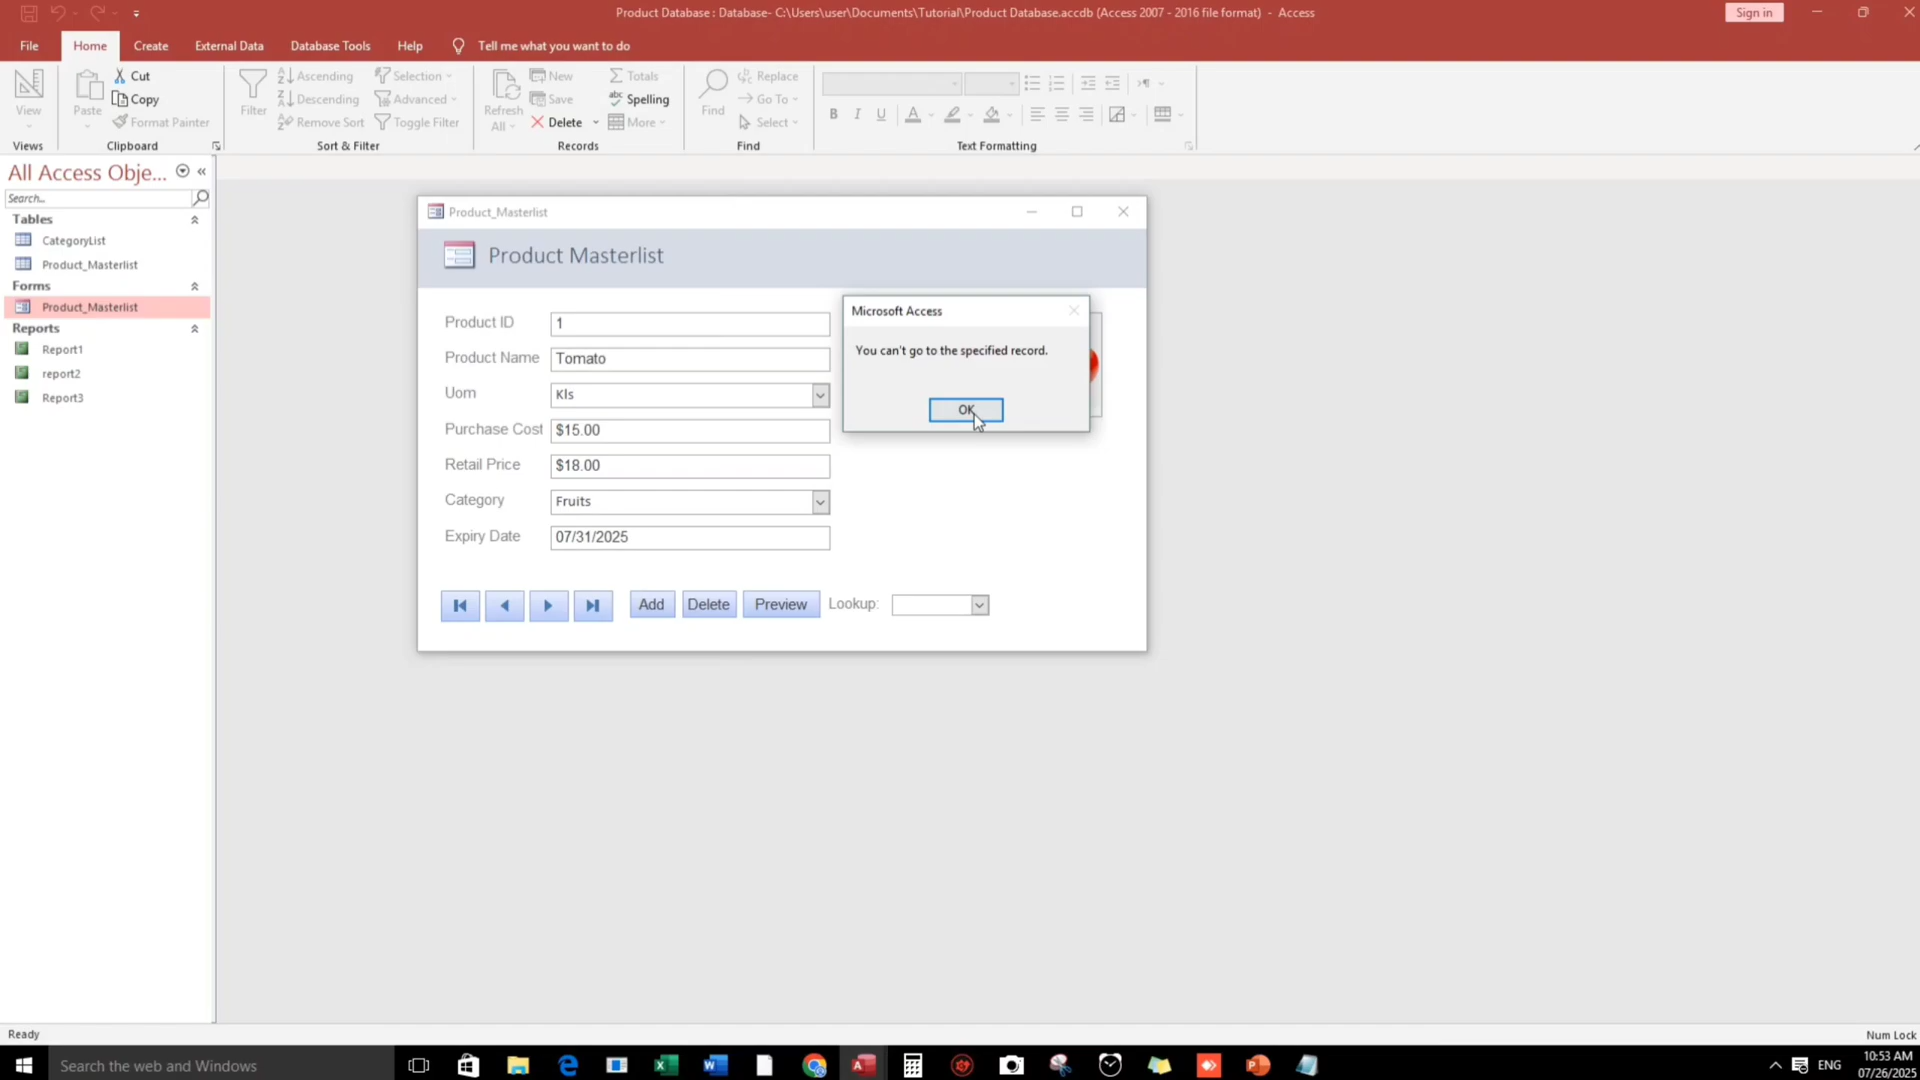 Product Database : Database- C:\Users\user\Documents\Tutorial\Product Database.accdb (Access 2007 - 2016 file format) - Access
Sign in
File
Home
Create
External Data
Database Tools
Help
Tell me what you want to do
View
Views
Paste
Cut
Copy
Format Painter
Clipboard
Filter
Ascending
Descending
Remove Sort
Selection
Advanced
Toggle Filter
Sort & Filter
Refresh
All
New
Save
Delete
Totals
Spelling
More
Records
Find
Replace
Go To
Select
Find
B I U A
Text Formatting
All Access Obje...
Search...
Tables
CategoryList
Product_Masterlist
Forms
Product_Masterlist
Reports
Report1
report2
Report3
Product_Masterlist
Product Masterlist
Product ID 1
Product Name Tomato
Uom Kls
Purchase Cost $15.00
Retail Price $18.00
Category Fruits
Expiry Date 07/31/2025
Microsoft Access
You can't go to the specified record.
OK
Add Delete Preview Lookup:
Ready
Num Lock
Search the web and Windows
ENG
10:53 AM
07/26/2025